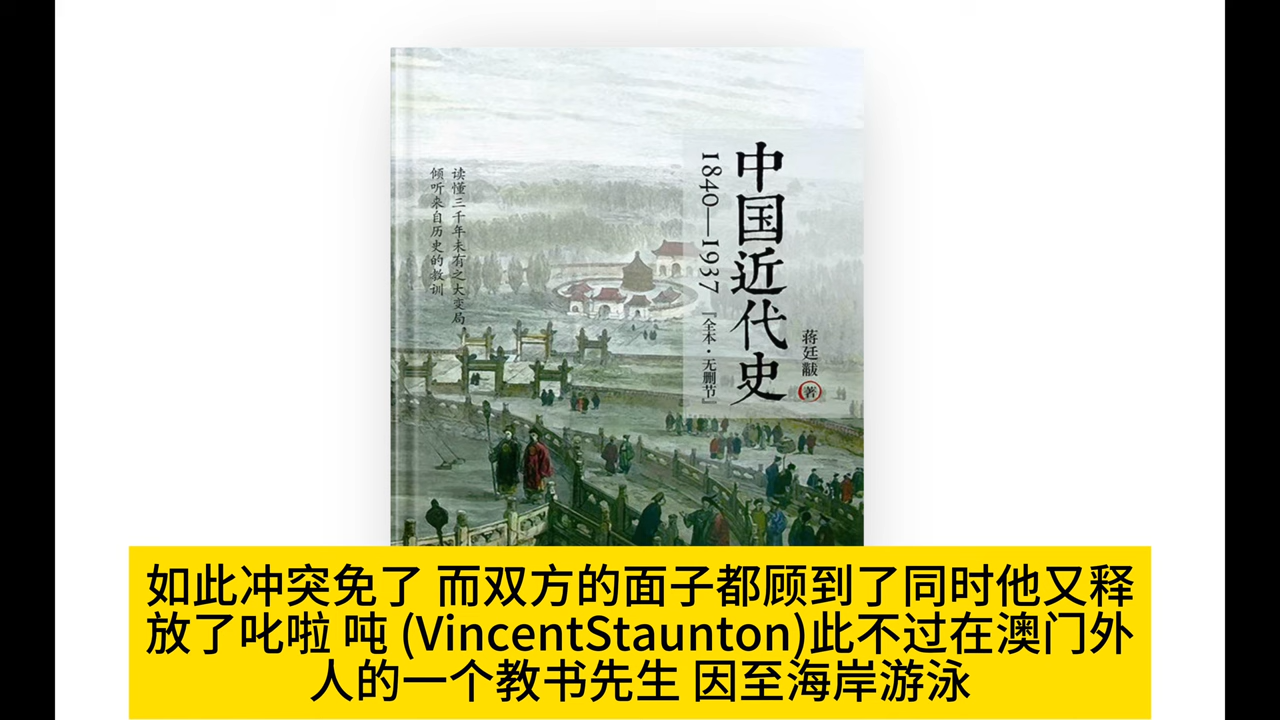 中国近代史
1840—1937
『全本·无删节』
蒋廷黻
著
读懂三千年未有之大变局,
倾听来自历史的教训
如此冲突免了 而双方的面子都顾到了同时他又释
放了叱啦 吨 (VincentStaunton)此不过在澳门外
人的一个教书先生 因至海岸游泳